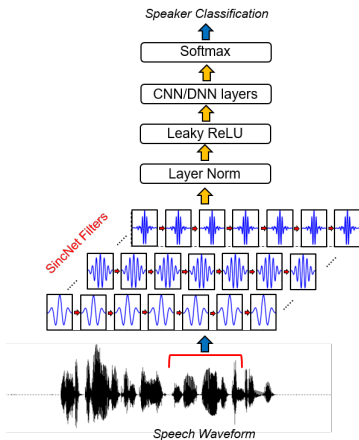 Speaker Classification
Softmax
CNN/DNN layers
Leaky ReLU
Layer Norm
SincNet Filters
Speech Waveform